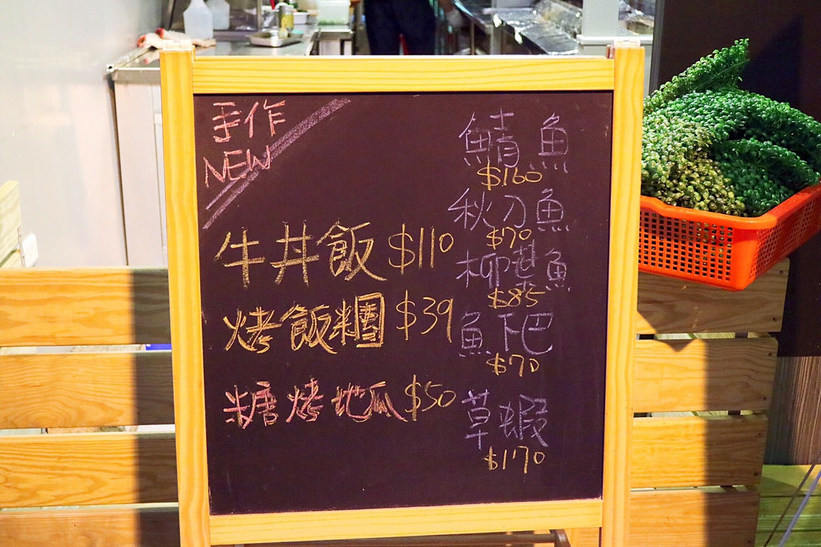 手作
NEW
牛丼飯 $110
烤飯糰 $39
糖烤地瓜 $50
鯖魚
$160
秋刀魚
$70
柳葉魚
$85
魚下巴
$70
草蝦
$170